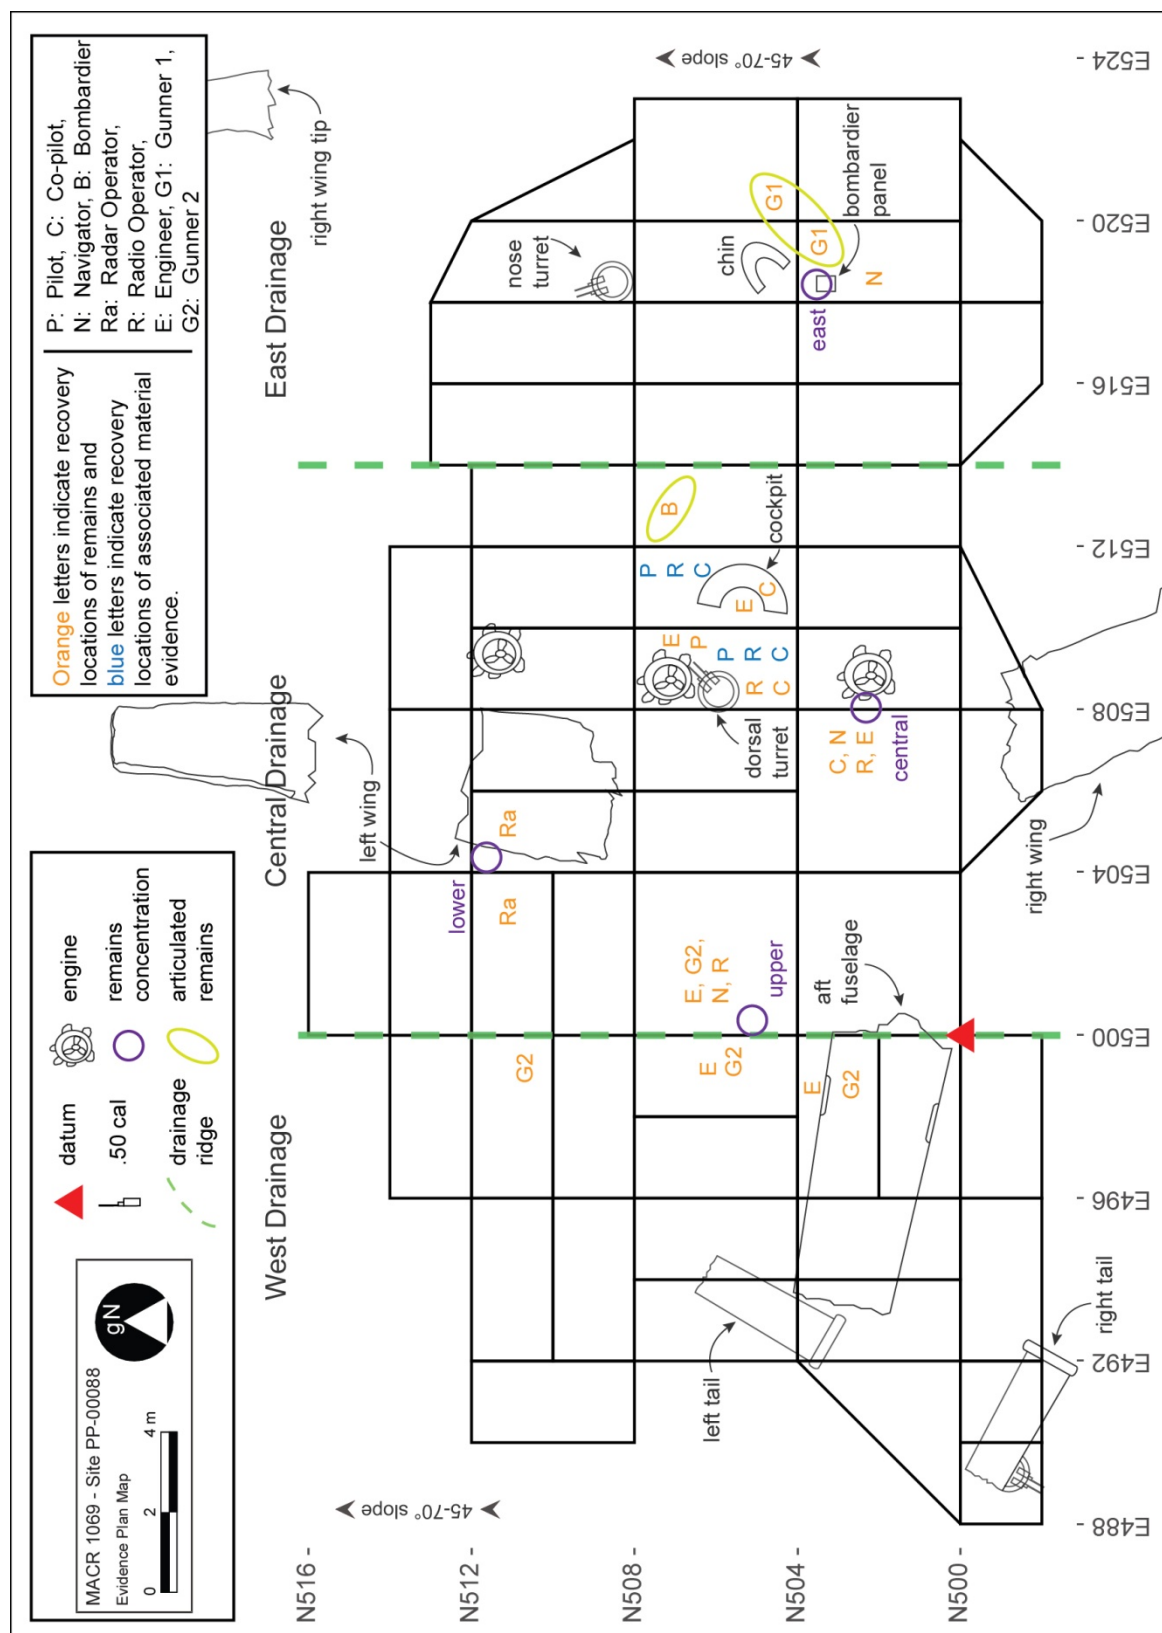 MACR 1069 - Site PP-00088
Evidence Plan Map
0
2
4 m
gN
datum
.50 cal
drainage
ridge
engine
remains
concentration
articulated
remains
Orange letters indicate recovery
locations of remains and
blue letters indicate recovery
locations of associated material
evidence.
P: Pilot, C: Co-pilot,
N: Navigator, B: Bombardier
Ra: Radar Operator,
R: Radio Operator,
E: Engineer, G1: Gunner 1,
G2: Gunner 2
West Drainage
Central Drainage
East Drainage
45-70° slope
45-70° slope
left wing
right wing tip
lower
Ra
Ra
G2
nose
turret
left tail
E
G2
E, G2,
N, R
upper
dorsal
turret
E
P
P
R
C
R
C
R
C
P
R
C
E
C
cockpit
B
chin
G1
G1
east
N
bombardier
panel
E
G2
aft
fuselage
C, N
R, E
central
right tail
right wing
N516
N512
N508
N504
N500
E488
E492
E496
E500
E504
E508
E512
E516
E520
E524